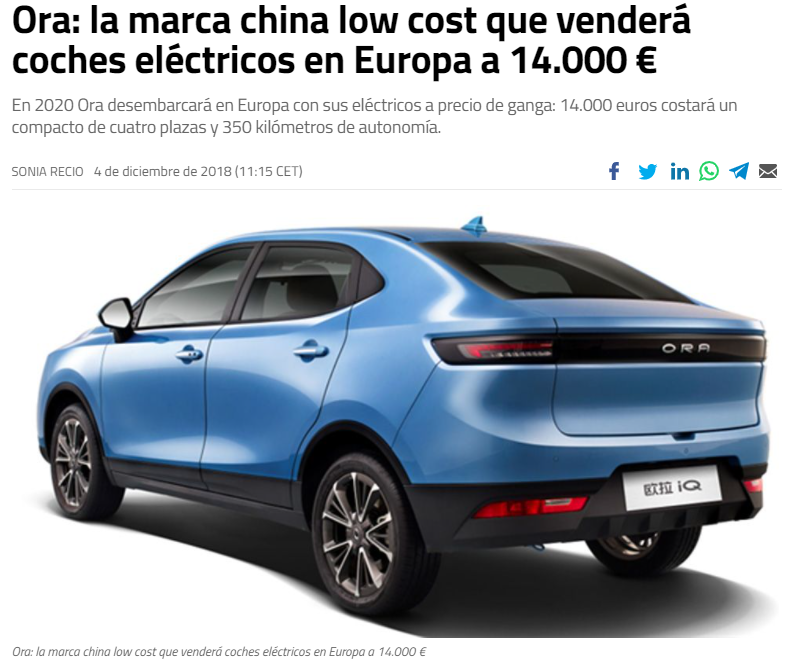 Ora: la marca china low cost que venderá
coches eléctricos en Europa a 14.000 €
En 2020 Ora desembarcará en Europa con sus eléctricos a precio de ganga: 14.000 euros costará un
compacto de cuatro plazas y 350 kilómetros de autonomía.
SONIA RECIO 4 de diciembre de 2018 (11:15 CET)
ORA
欧拉 iQ
Ora: la marca china low cost que venderá coches eléctricos en Europa a 14.000 €